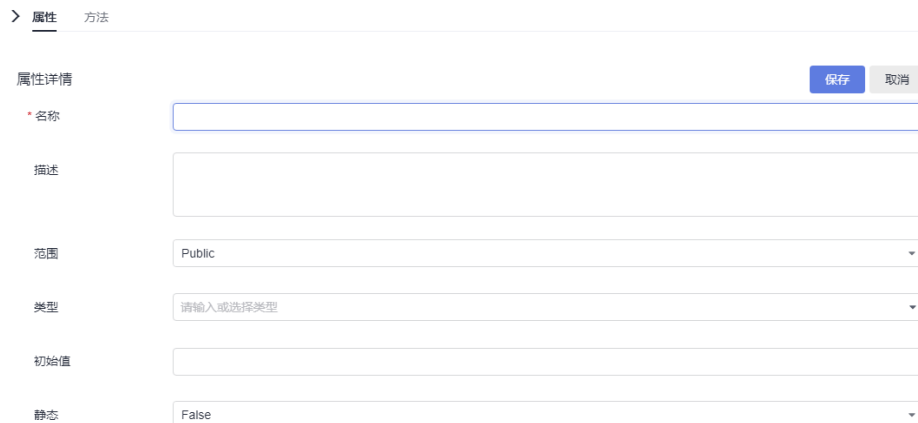 属性 方法
属性详情 保存 取消
* 名称
描述
范围 Public
类型 请输入或选择类型
初始值
静态 False